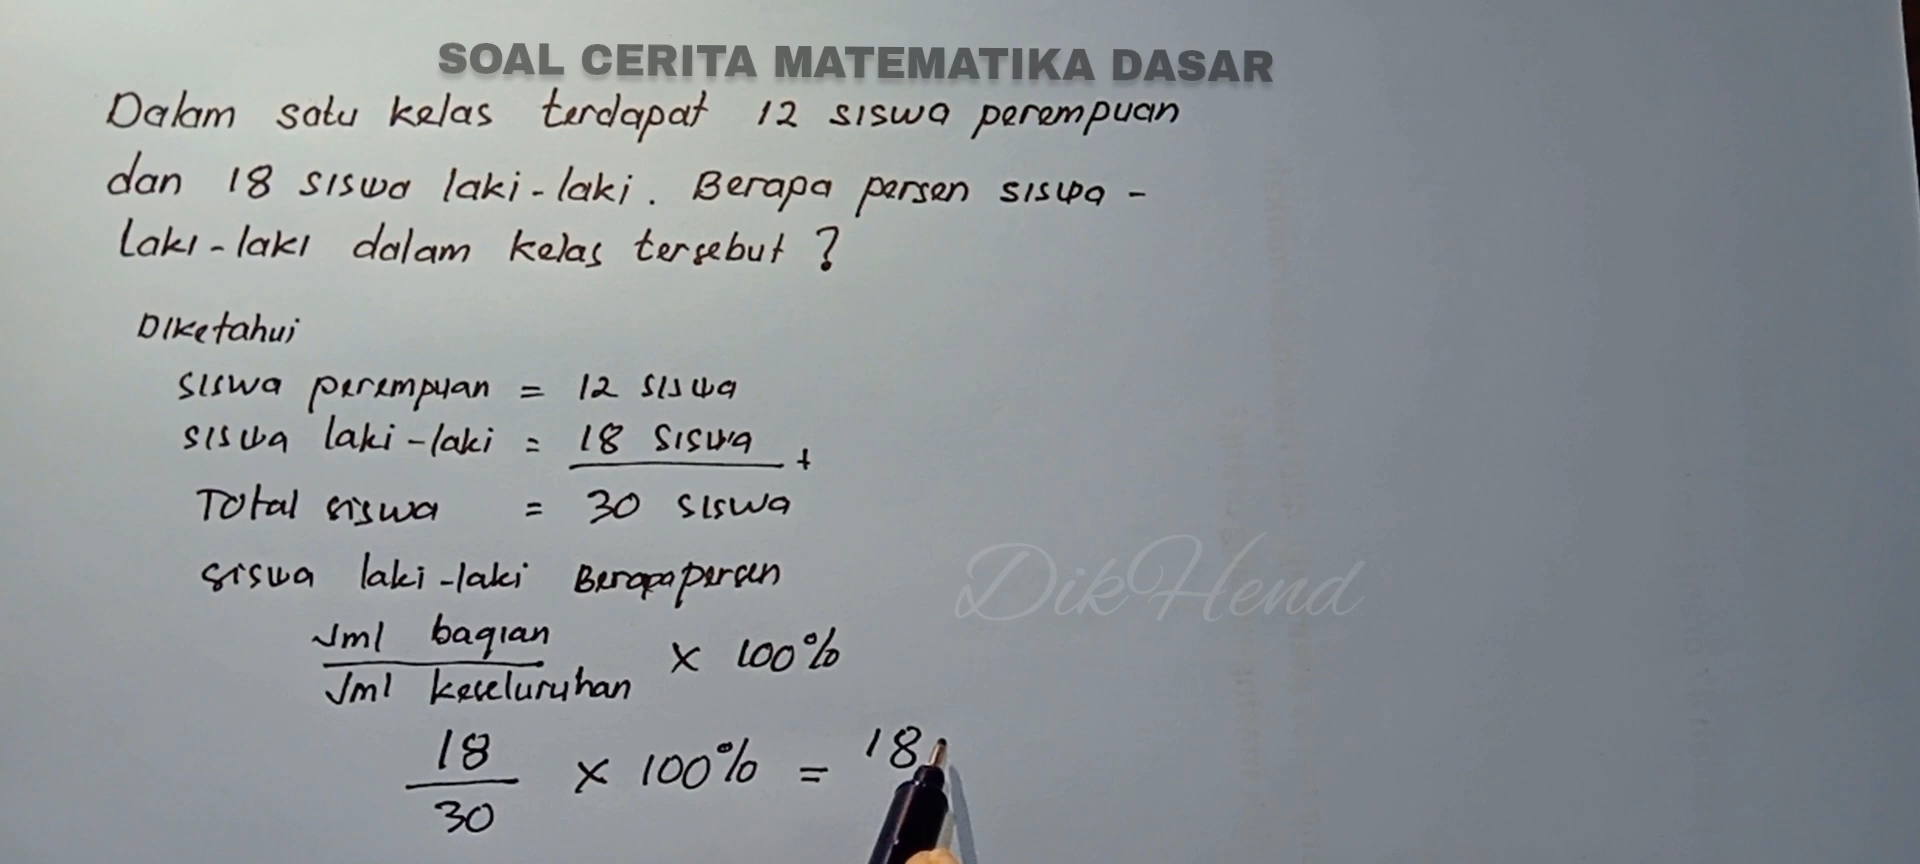 SOAL CERITA MATEMATIKA DASAR
Dalam satu kelas terdapat 12 siswa perempuan
dan 18 siswa laki-laki. Berapa persen siswa -
Laki-laki dalam kelas tersebut ?
Diketahui
siswa perempuan = 12 siswa
siswa laki-laki = 18 siswa +
Total siswa = 30 siswa
siswa laki-laki Berapa persen
Jml bagian
Jml keseluruhan
x 100%
18
30
x 100% = 18
DikHend